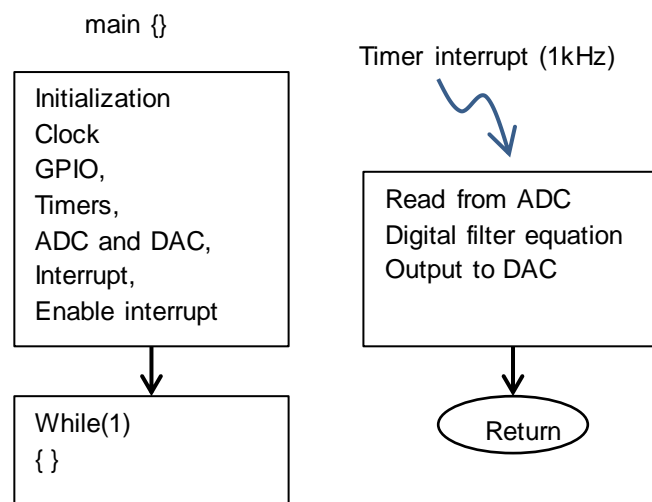 main {}
Initialization
Clock
GPIO,
Timers,
ADC and DAC,
Interrupt,
Enable interrupt
While(1)
{ }
Timer interrupt (1kHz)
Read from ADC
Digital filter equation
Output to DAC
Return